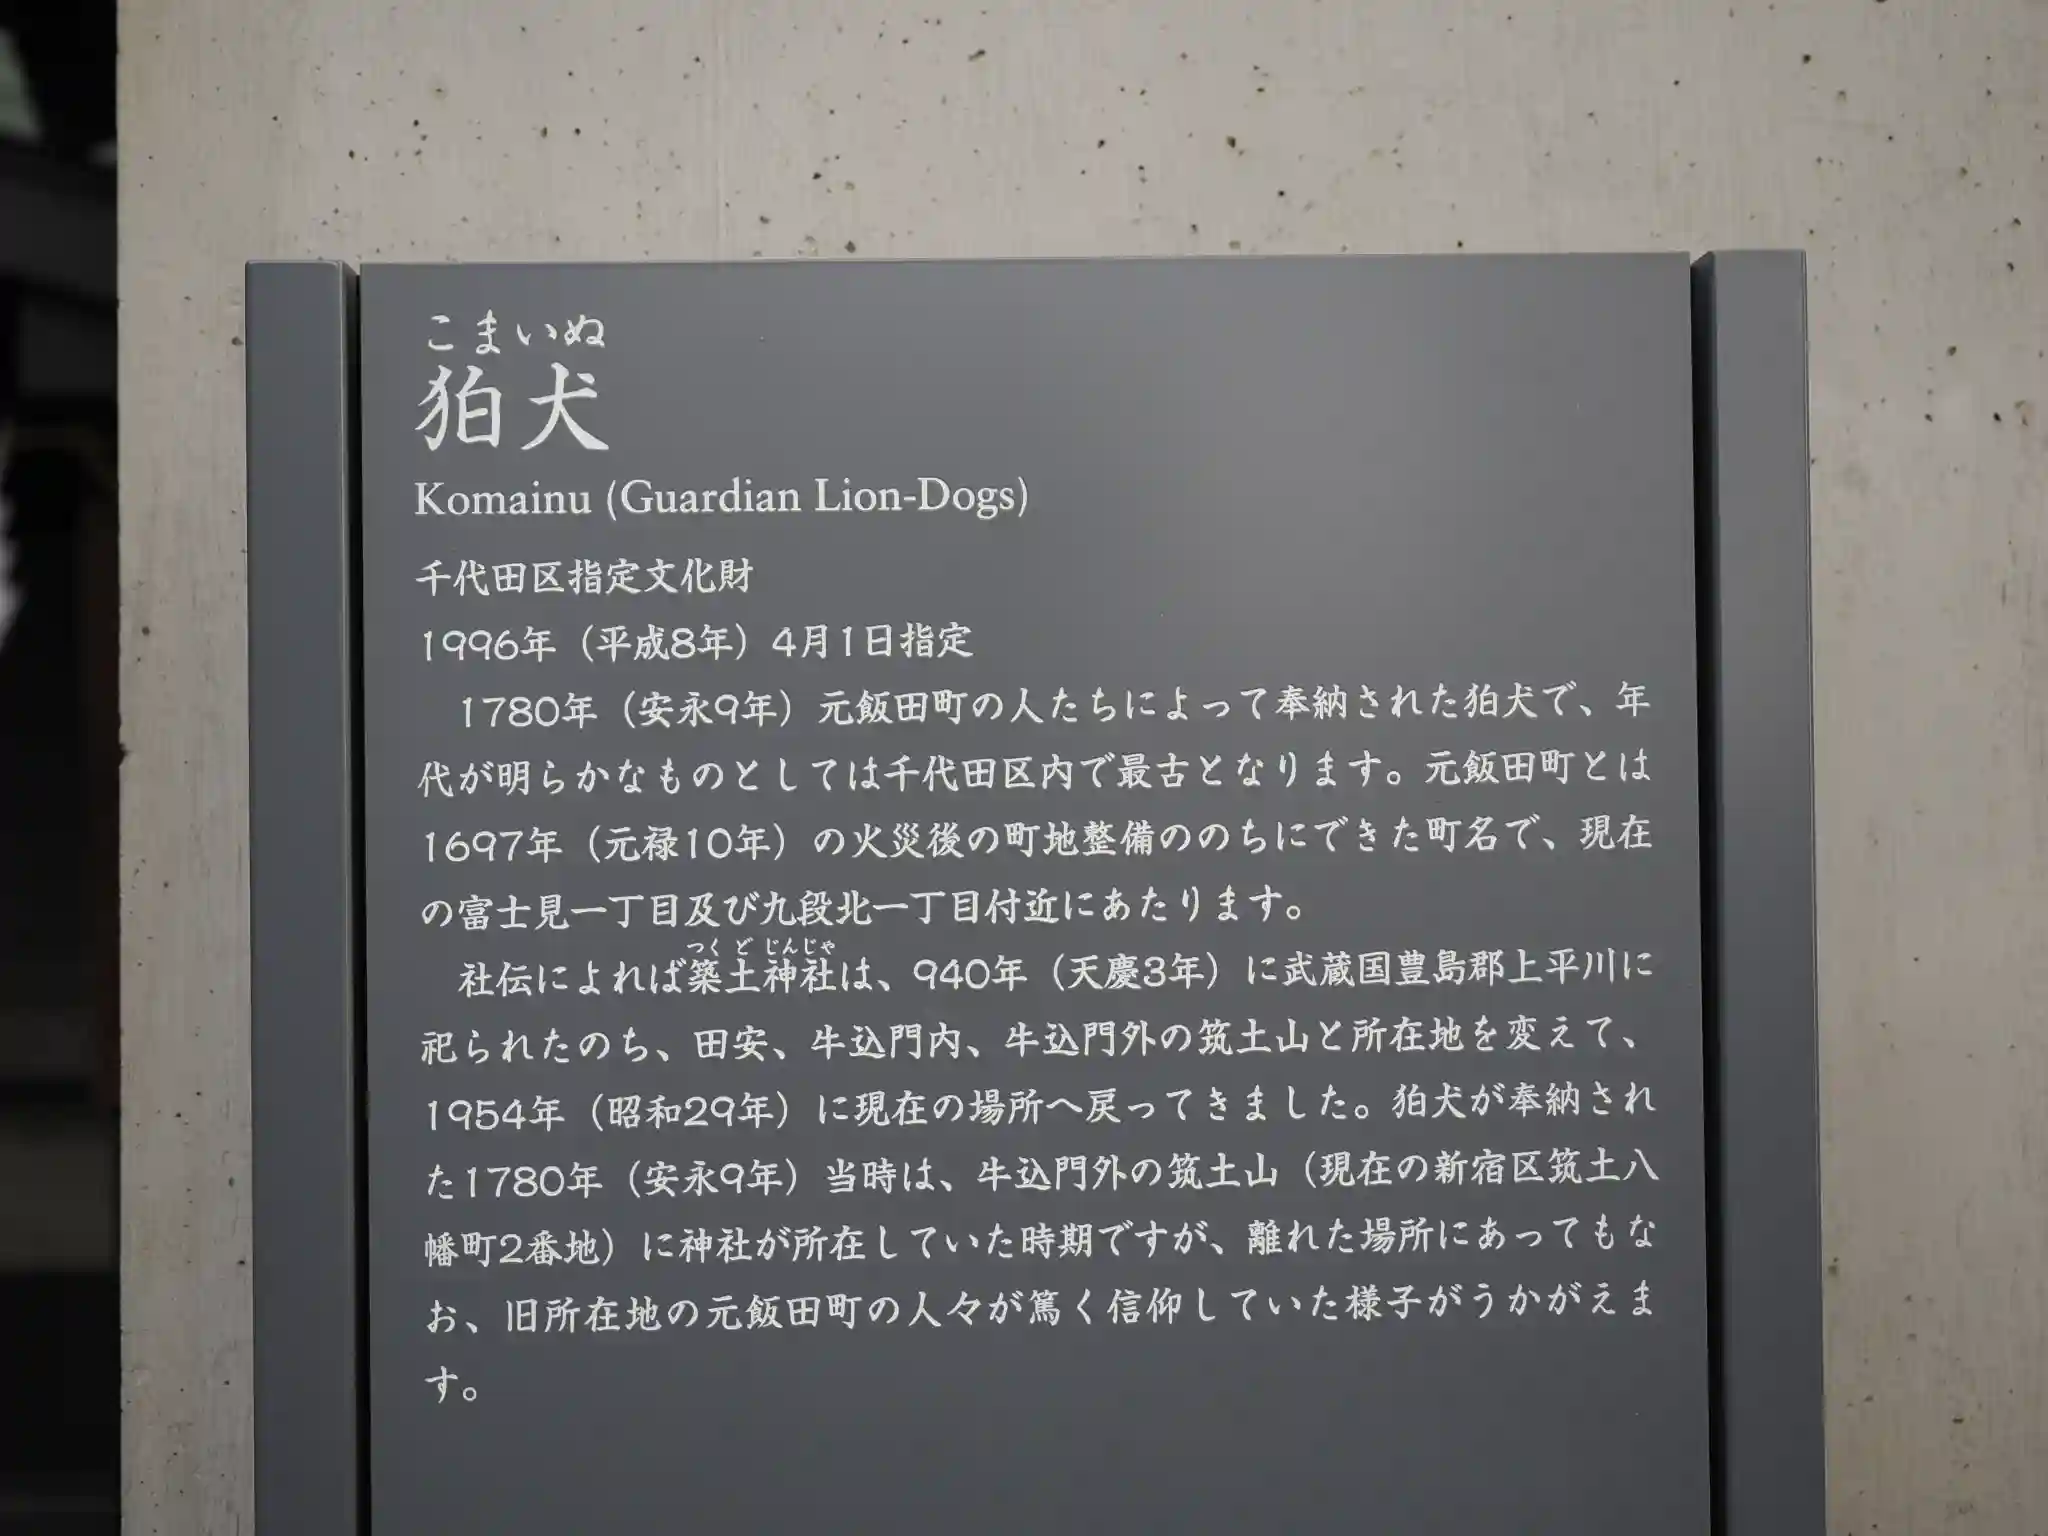 こまいぬ
狛犬
Komainu (Guardian Lion-Dogs)
千代田区指定文化財
1996年（平成8年）4月1日指定
1780年（安永9年）元飯田町の人たちによって奉納された狛犬で、年
代が明らかなものとしては千代田区内で最古となります。元飯田町とは
1697年（元禄10年）の火災後の町地整備ののちにできた町名で、現在
の富士見一丁目及び九段北一丁目付近にあたります。
つくどじんじゃ
社伝によれば築土神社は、940年（天慶3年）に武蔵国豊島郡上平川に
祀られたのち、田安、牛込門内、牛込門外の筑土山と所在地を変えて、
1954年（昭和29年）に現在の場所へ戻ってきました。狛犬が奉納され
た1780年（安永9年）当時は、牛込門外の筑土山（現在の新宿区筑土八
幡町2番地）に神社が所在していた時期ですが、離れた場所にあってもな
お、旧所在地の元飯田町の人々が篤く信仰していた様子がうかがえま
す。